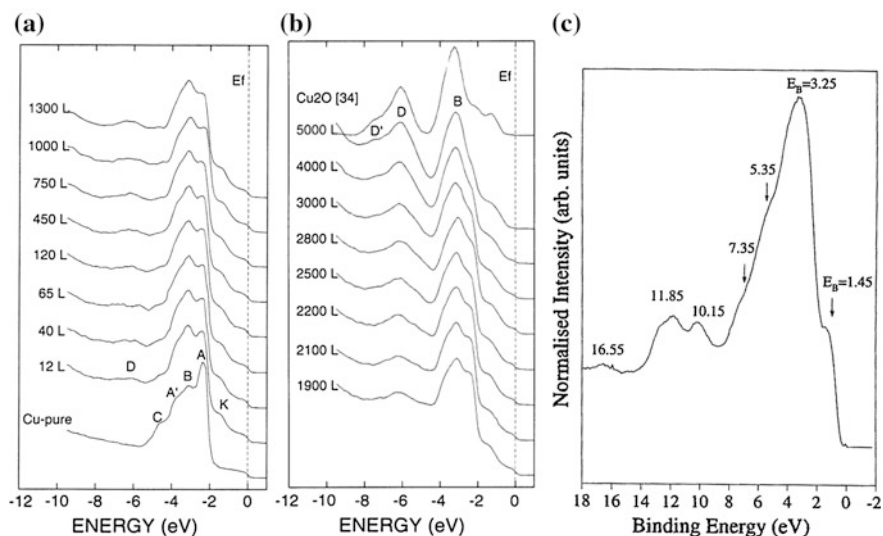 (a)
Ef
1300 L
1000 L
750 L
450 L
120 L
65 L
40 L
12 L
D
A
B
A'
K
C
Cu-pure
-12 -10 -8 -6 -4 -2 0
ENERGY (eV)
(b)
Ef
Cu2O [34]
D' D B
5000 L
4000 L
3000 L
2800 L
2500 L
2200 L
2100 L
1900 L
-12 -10 -8 -6 -4 -2 0
ENERGY (eV)
(c)
Normalised Intensity (arb. units)
E_B=3.25
5.35
7.35
E_B=1.45
11.85
10.15
16.55
18 16 14 12 10 8 6 4 2 0 -2
Binding Energy (eV)